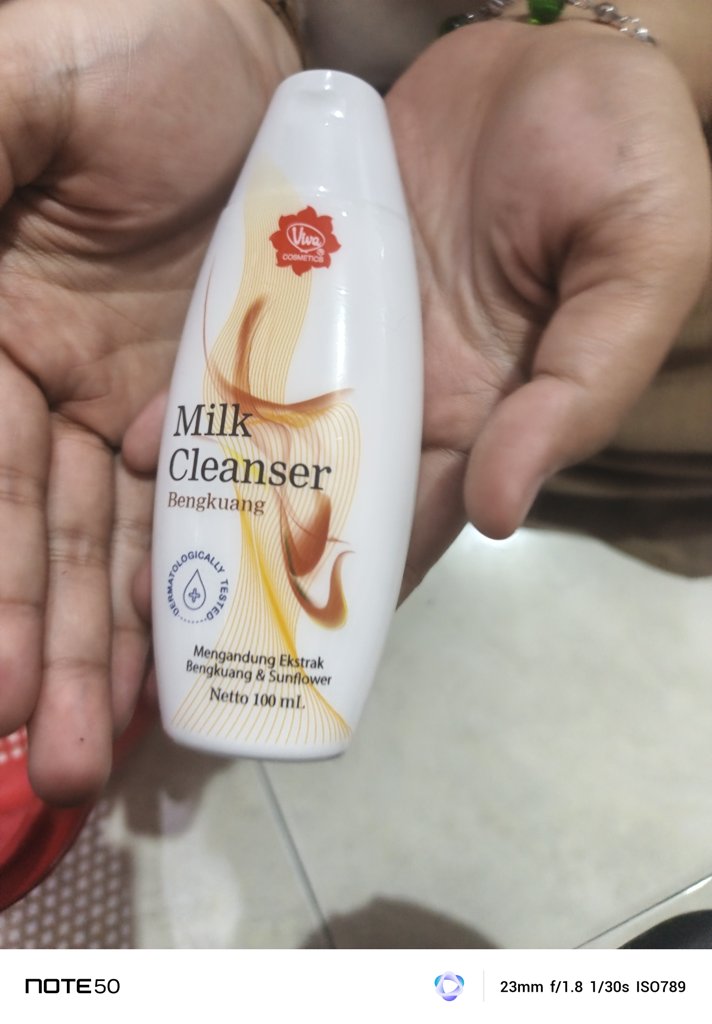 Viva
COSMETICS
Milk
Cleanser
Bengkuang
DERMATOLOGICALLY TESTED
Mengandung Ekstrak
Bengkuang & Sunflower
Netto 100 mL
NOTE50
23mm f/1.8 1/30s ISO789